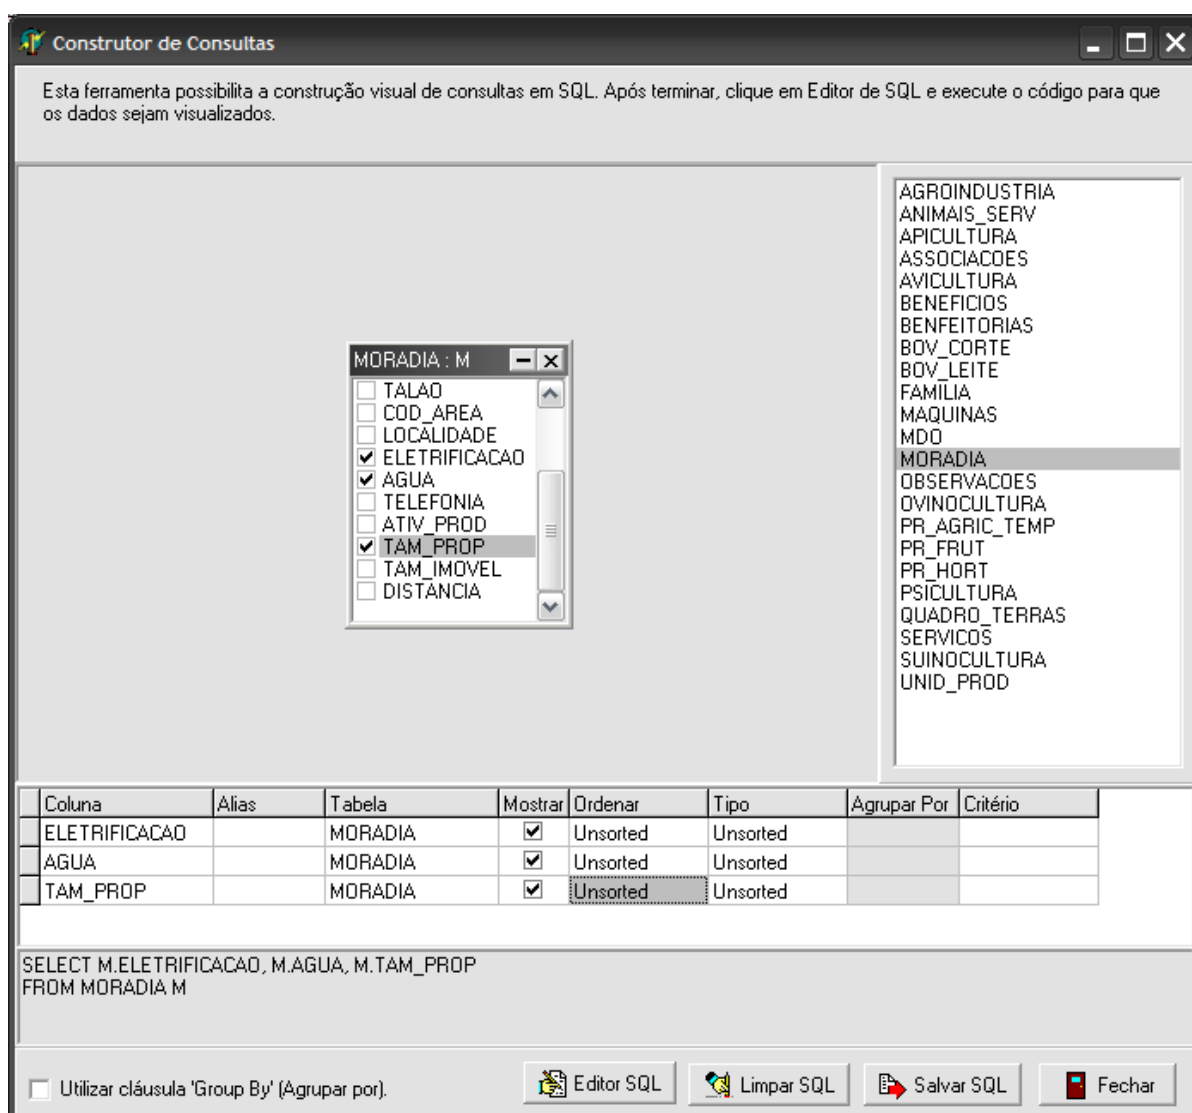 Construtor de Consultas
Esta ferramenta possibilita a construção visual de consultas em SQL. Após terminar, clique em Editor de SQL e execute o código para que
os dados sejam visualizados.
MORADIA : M
TALAO
COD_AREA
LOCALIDADE
ELETRIFICACAO
AGUA
TELEFONIA
ATIV_PROD
TAM_PROP
TAM_IMOVEL
DISTANCIA
AGROINDUSTRIA
ANIMAIS_SERV
APICULTURA
ASSOCIACOES
AVICULTURA
BENEFICIOS
BENFEITORIAS
BOV_CORTE
BOV_LEITE
FAMILIA
MAQUINAS
MDO
MORADIA
OBSERVACOES
OVINOCULTURA
PR_AGRIC_TEMP
PR_FRUT
PR_HORT
PSICULTURA
QUADRO_TERRAS
SERVICOS
SUINOCULTURA
UNID_PROD
Coluna Alias Tabela Mostrar Ordenar Tipo Agrupar Por Critério
ELETRIFICACAO MORADIA Unsorted Unsorted
AGUA MORADIA Unsorted Unsorted
TAM_PROP MORADIA Unsorted Unsorted
SELECT M.ELETRIFICACAO, M.AGUA, M.TAM_PROP
FROM MORADIA M
Utilizar cláusula 'Group By' (Agrupar por). Editor SQL Limpar SQL Salvar SQL Fechar